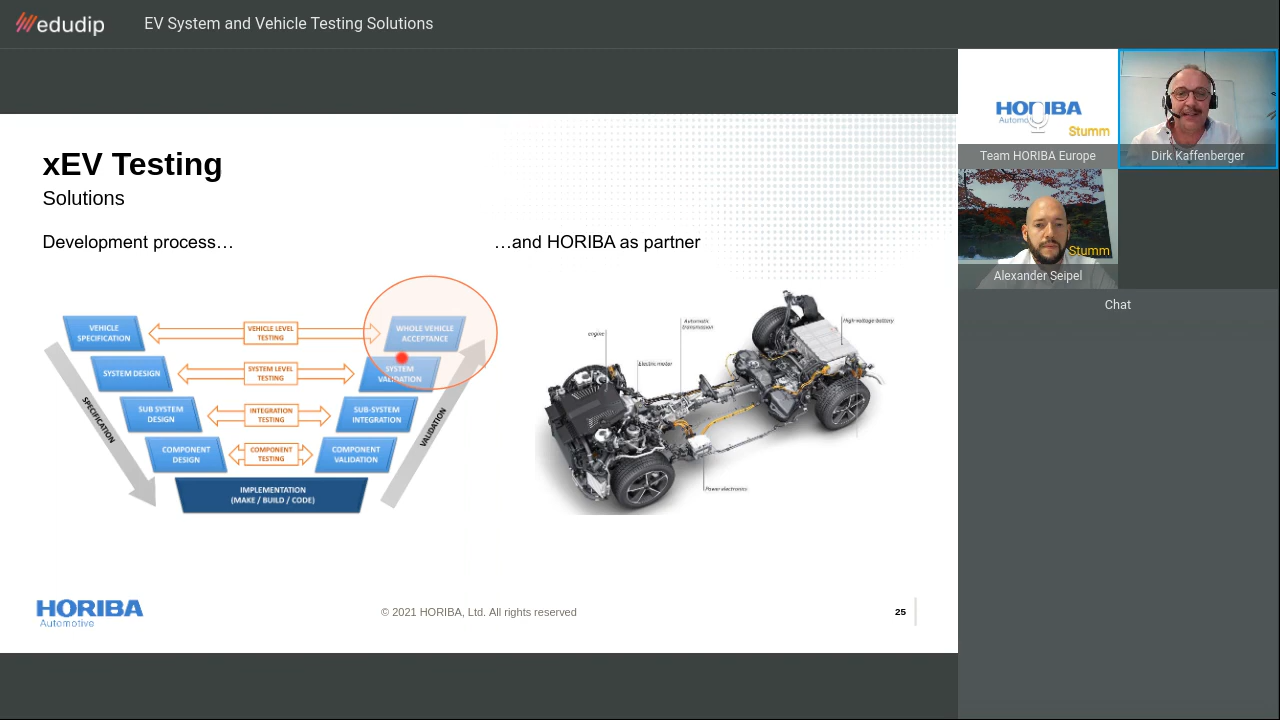 edudip
EV System and Vehicle Testing Solutions
HORIBA
Automo
Stumm
Team HORIBA Europe
Dirk Kaffenberger
Stumm
Alexander Seipel
Chat
xEV Testing
Solutions
Development process…
…and HORIBA as partner
VEHICLE
SPECIFICATION
VEHICLE LEVEL
TESTING
WHOLE VEHICLE
ACCEPTANCE
SYSTEM DESIGN
SYSTEM LEVEL
TESTING
SYSTEM
VALIDATION
SUB SYSTEM
DESIGN
INTEGRATION
TESTING
SUB-SYSTEM
INTEGRATION
COMPONENT
DESIGN
COMPONENT
TESTING
COMPONENT
VALIDATION
IMPLEMENTATION
(MAKE / BUILD / CODE)
SPECIFICATION
VALIDATION
engine
Electric motor
Automatic
transmission
High-voltage battery
Power electronics
HORIBA
Automotive
© 2021 HORIBA, Ltd. All rights reserved
25